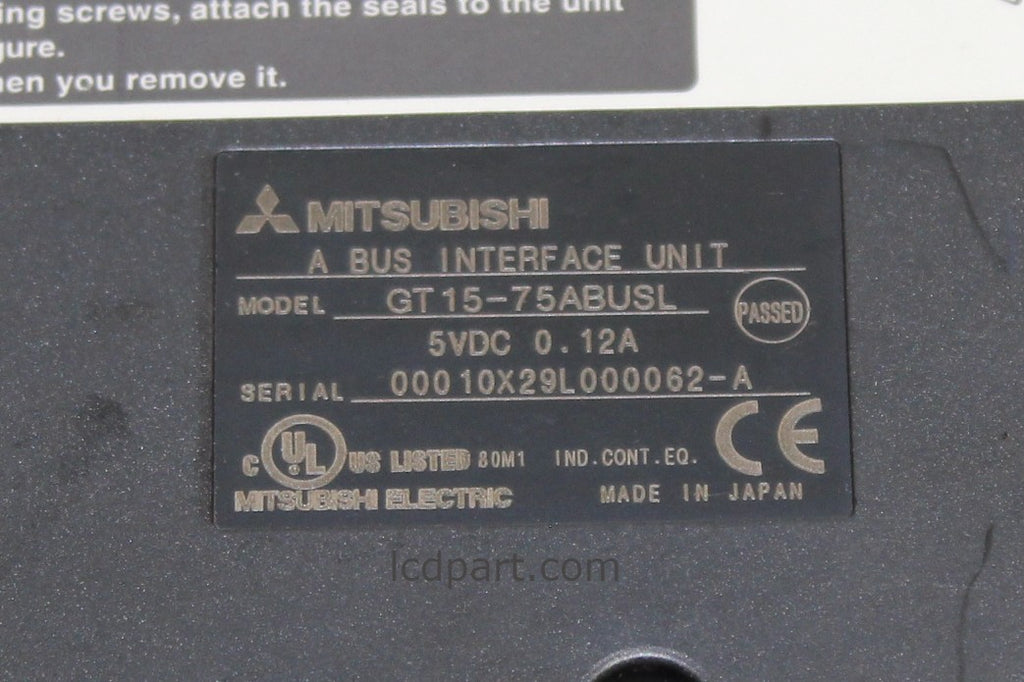 ing screws, attach the seals to the unit
gure.
hen you remove it.
MITSUBISHI
A BUS INTERFACE UNIT
MODEL GT15-75ABUSL PASSED
5VDC 0.12A
SERIAL 00010X29L000062-A
C UL US LISTED 80M1 IND.CONT.EQ. CE
MITSUBISHI ELECTRIC MADE IN JAPAN
lcdpart.com